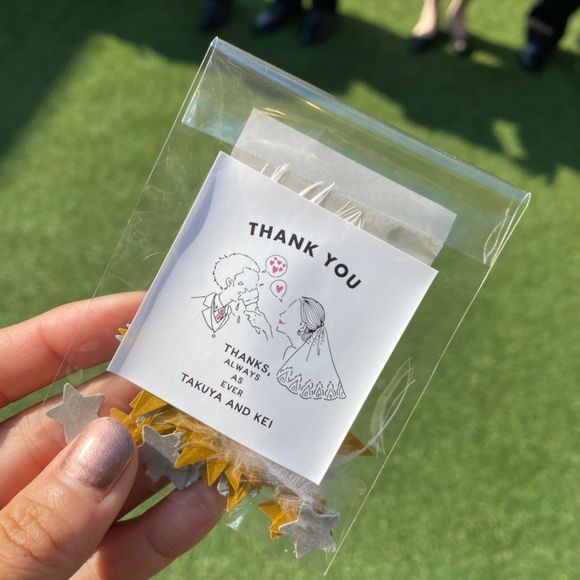 THANK YOU
THANKS,
ALWAYS
AS
EVER
TAKUYA AND KEI